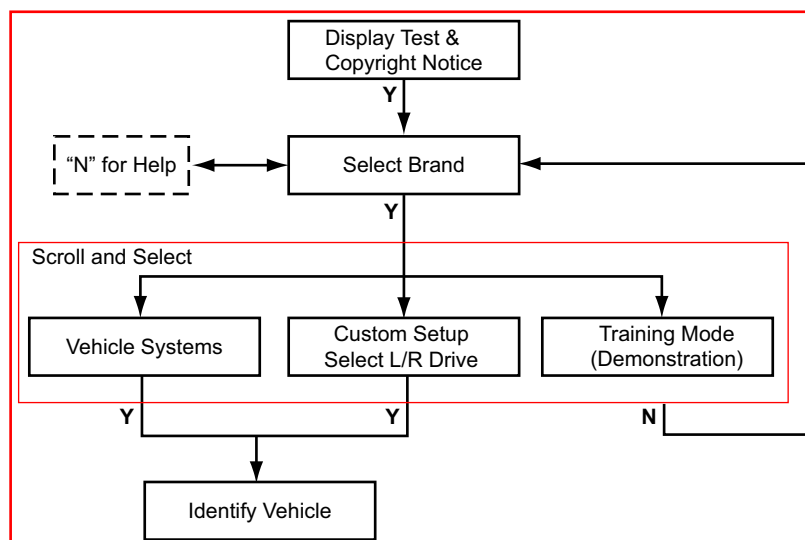 Display Test &
Copyright Notice
Y
“N” for Help
Select Brand
Y
Scroll and Select
Vehicle Systems
Custom Setup
Select L/R Drive
Training Mode
(Demonstration)
Y
Y
N
Identify Vehicle